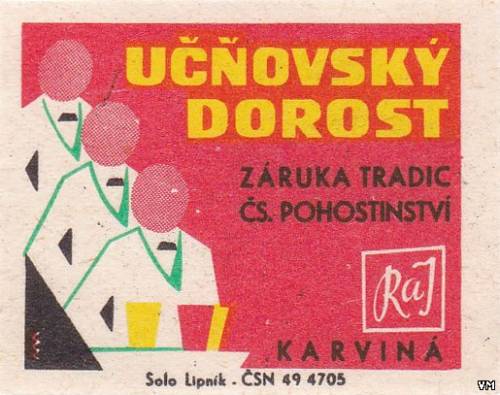 UČŇOVSKÝ
DOROST
ZÁRUKA TRADIC
ČS. POHOSTINSTVÍ
RaJ
KARVINÁ
Solo Lipník . ČSN 49 4705
VM